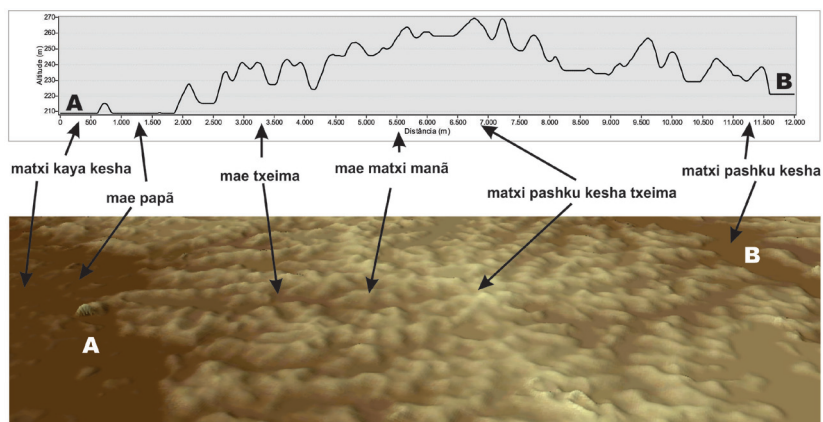 Altitude (m)
270
260
250
240
230
220
210
A
B
0 500 1.000 1.500 2.000 2.500 3.000 3.500 4.000 4.500 5.000 5.500 6.000 6.500 7.000 7.500 8.000 8.500 9.000 9.500 10.000 10.500 11.000 11.500 12.000
Distância (m)
matxi kaya kesha
mae papã
mae txeima
mae matxi manã
matxi pashku kesha txeima
matxi pashku kesha
A
B